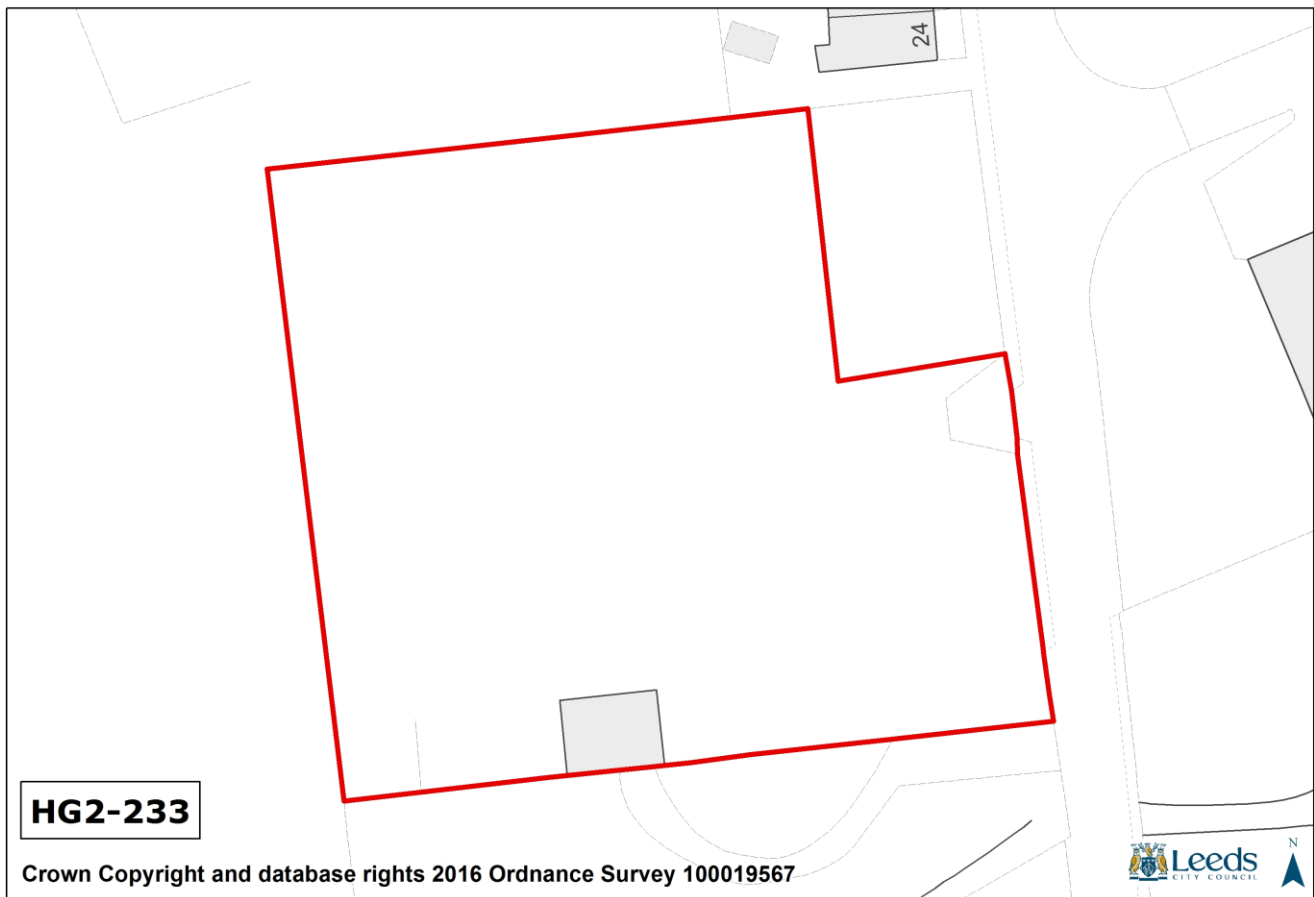 24
HG2-233
Crown Copyright and database rights 2016 Ordnance Survey 100019567
Leeds
CITY COUNCIL
N